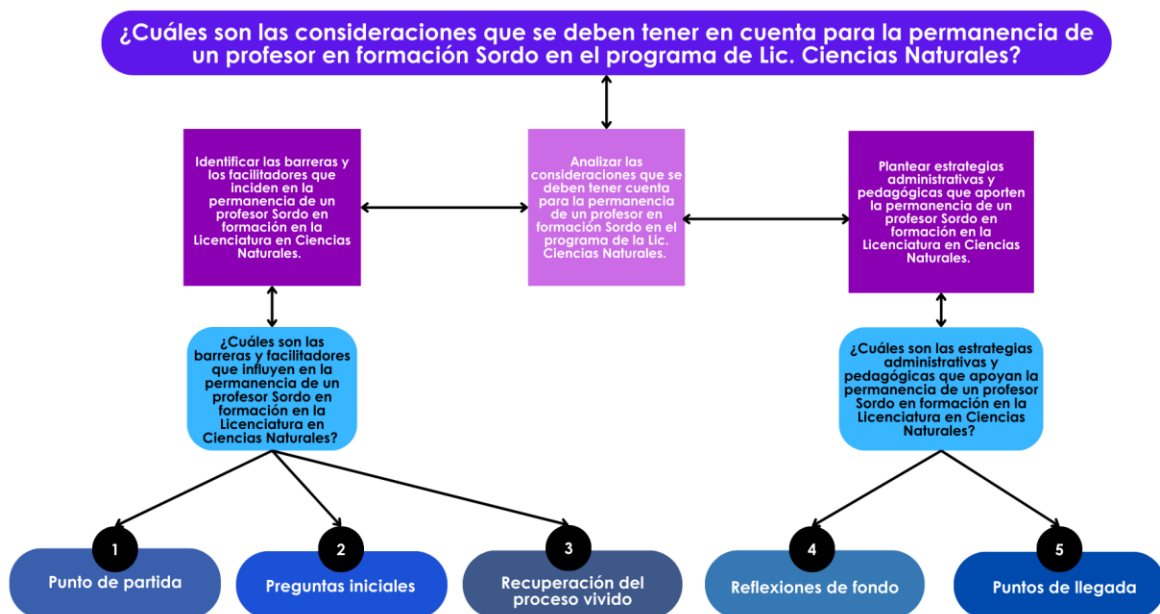 ¿Cuáles son las consideraciones que se deben tener en cuenta para la permanencia de
un profesor en formación Sordo en el programa de Lic. Ciencias Naturales?
Identificar las barreras y
los facilitadores que
inciden en la
permanencia de un
profesor Sordo en
formación en la
Licenciatura en Ciencias
Naturales.
Analizar las
consideraciones que se
deben tener cuenta
para la permanencia
de un profesor en
formación Sordo en el
programa de la Lic.
Ciencias Naturales.
Plantear estrategias
administrativas y
pedagógicas que aporten
la permanencia de un
profesor Sordo en
formación en la
Licenciatura en Ciencias
Naturales.
¿Cuáles son las
barreras y facilitadores
que influyen en la
permanencia de un
profesor Sordo en
formación en la
Licenciatura en
Ciencias Naturales?
¿Cuáles son las estrategias
administrativas y
pedagógicas que apoyan la
permanencia de un profesor
Sordo en formación en la
Licenciatura en Ciencias
Naturales?
1
Punto de partida
2
Preguntas iniciales
3
Recuperación del
proceso vivido
4
Reflexiones de fondo
5
Puntos de llegada